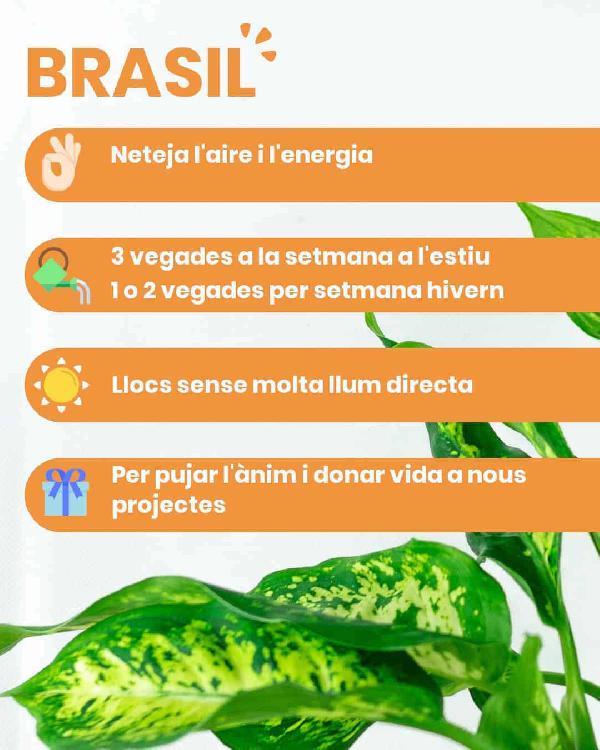 BRASIL
Neteja l'aire i l'energia
3 vegades a la setmana a l'estiu
1 o 2 vegades per setmana hivern
Llocs sense molta llum directa
Per pujar l'ànim i donar vida a nous
projectes